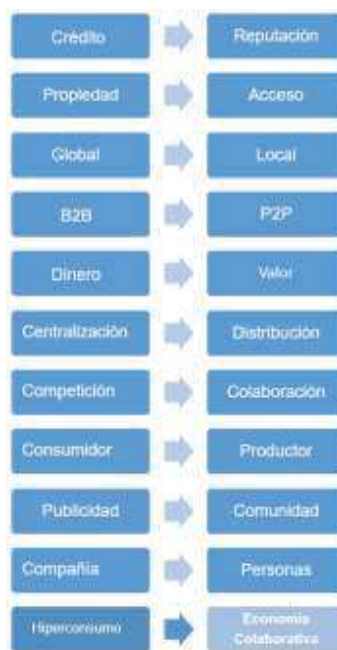 Crédito
Reputación
Propiedad
Acceso
Global
Local
B2B
P2P
Dinero
Valor
Centralización
Distribución
Competición
Colaboración
Consumidor
Productor
Publicidad
Comunidad
Compañía
Personas
Hiperconsumo
Economía
Colaborativa